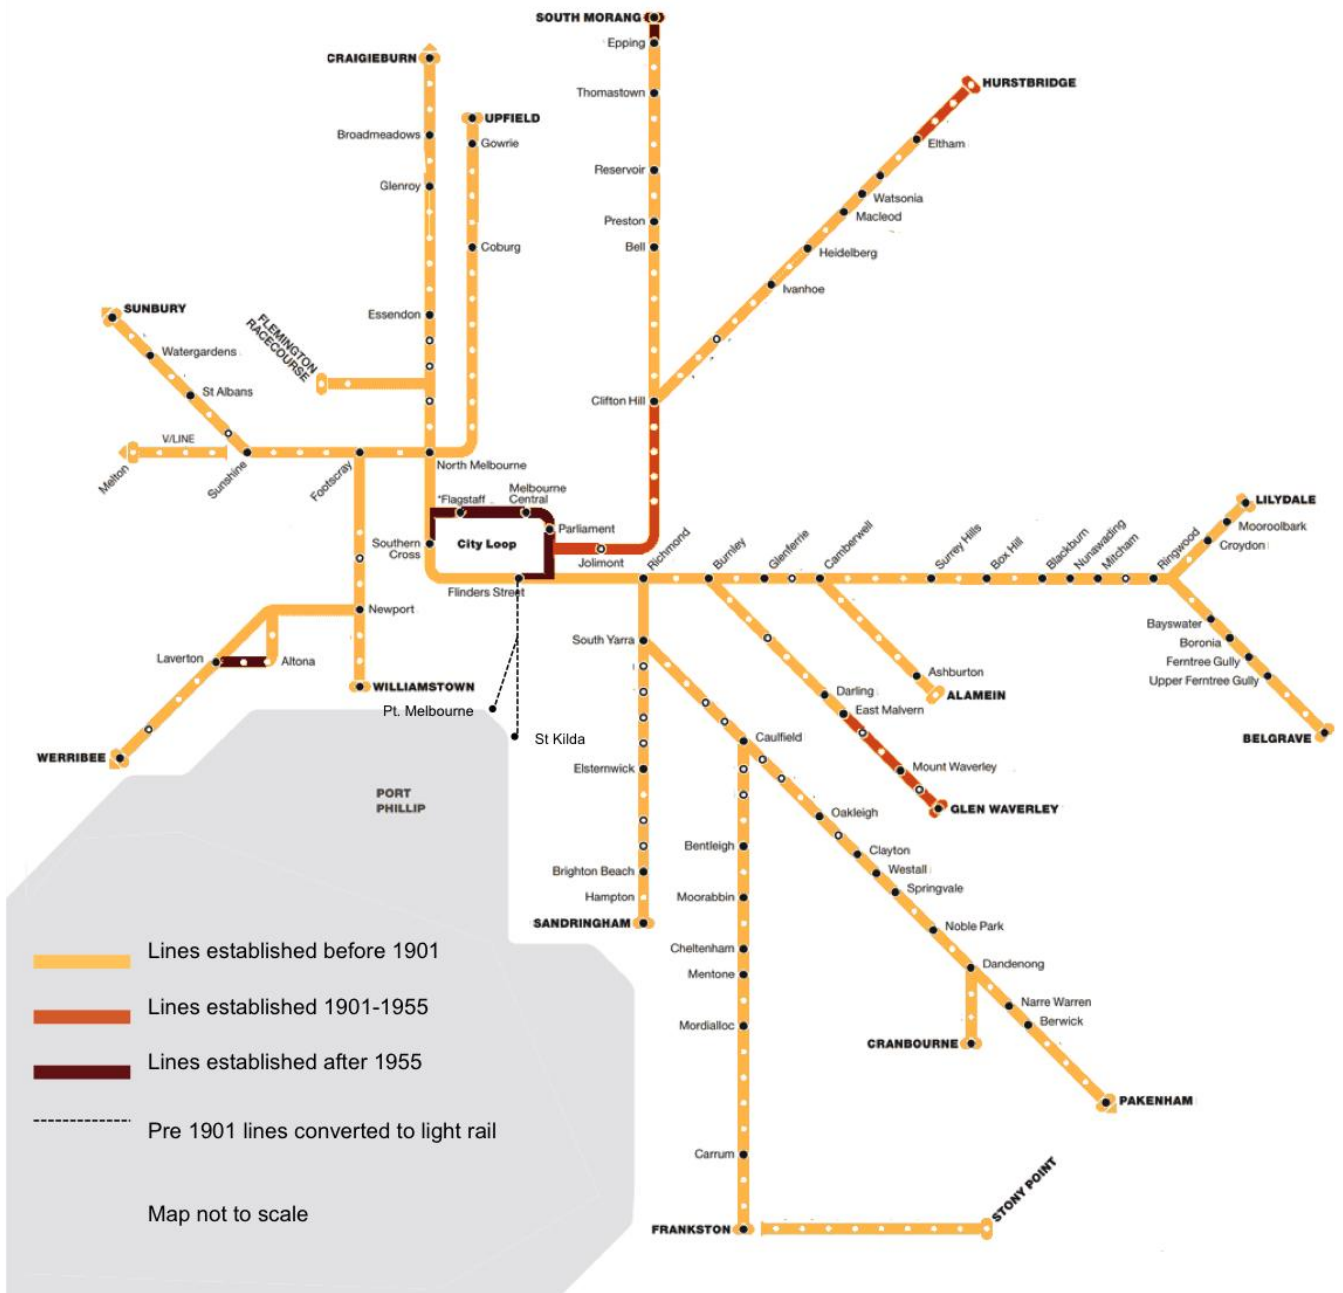 SOUTH MORANG
Epping
CRAIGIEBURN
HURSTBRIDGE
Thomastown
UPFIELD
Broadmeadows
Gowrie
Eltham
Reservoir
Glenroy
Watsonia
Macleod
Preston
Bell
Coburg
Heidelberg
Ivanhoe
SUNBURY
Essendon
FLEMINGTON
RACECOURSE
Watergardens
St Albans
Clifton Hill
V/LINE
Melton
Sunshine
Footscray
North Melbourne
*Flagstaff
Melbourne
Central
Parliament
Southern
Cross
City Loop
Jolimont
Flinders Street
Richmond
Burnley
Glenferrie
Camberwell
Surrey Hills
Box Hill
Blackburn
Nunawading
Mitcham
Ringwood
LILYDALE
Mooroolbark
Croydon
Newport
South Yarra
Bayswater
Boronia
Ferntree Gully
Upper Ferntree Gully
BELGRAVE
Laverton
Altona
WILLIAMSTOWN
Ashburton
ALAMEIN
Darling
East Malvern
Pt. Melbourne
St Kilda
Caulfield
WERRIBEE
Elsternwick
Mount Waverley
GLEN WAVERLEY
PORT
PHILLIP
Oakleigh
Bentleigh
Clayton
Westall
Springvale
Brighton Beach
Hampton
SANDRINGHAM
Moorabbin
Noble Park
Cheltenham
Mentone
Dandenong
Narre Warren
Berwick
Mordialloc
CRANBOURNE
PAKENHAM
Carrum
FRANKSTON
STONY POINT
Lines established before 1901
Lines established 1901-1955
Lines established after 1955
Pre 1901 lines converted to light rail
Map not to scale